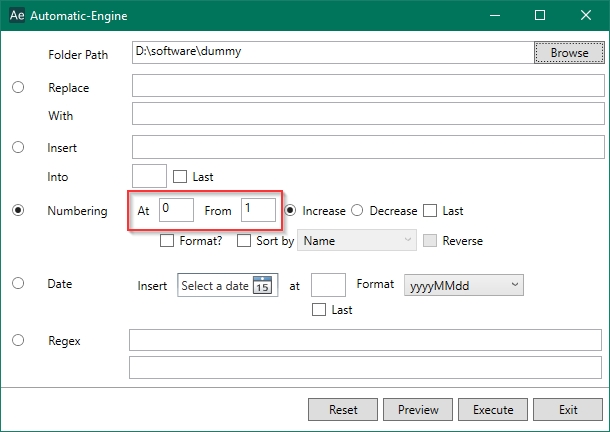 Ae Automatic-Engine
Folder Path D:\software\dummy Browse
Replace
With
Insert
Into Last
Numbering At 0 From 1 Increase Decrease Last
Format? Sort by Name Reverse
Date Insert Select a date 15 at Format yyyyMMdd
Last
Regex
Reset Preview Execute Exit